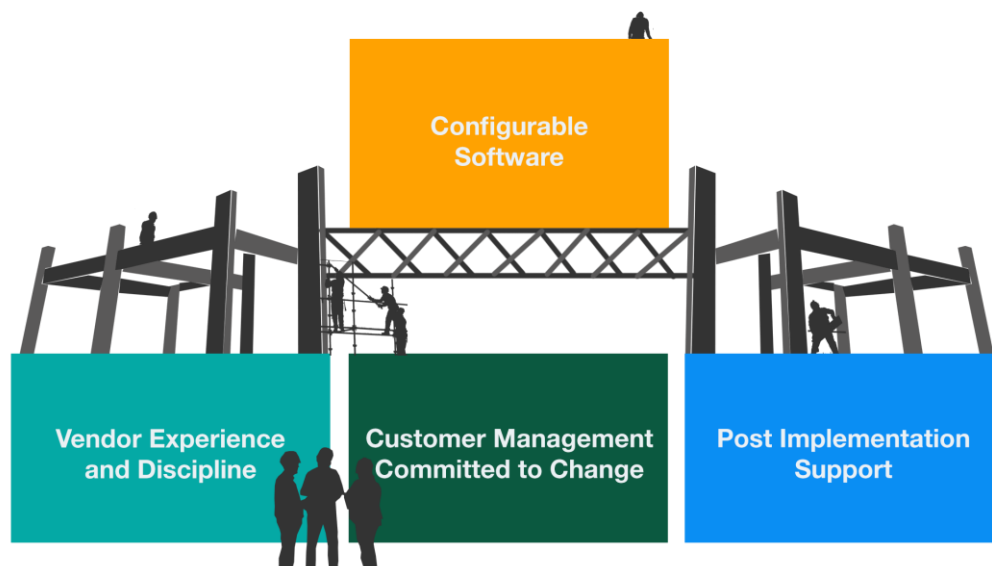 Configurable
Software
Vendor Experience
and Discipline
Customer Management
Committed to Change
Post Implementation
Support